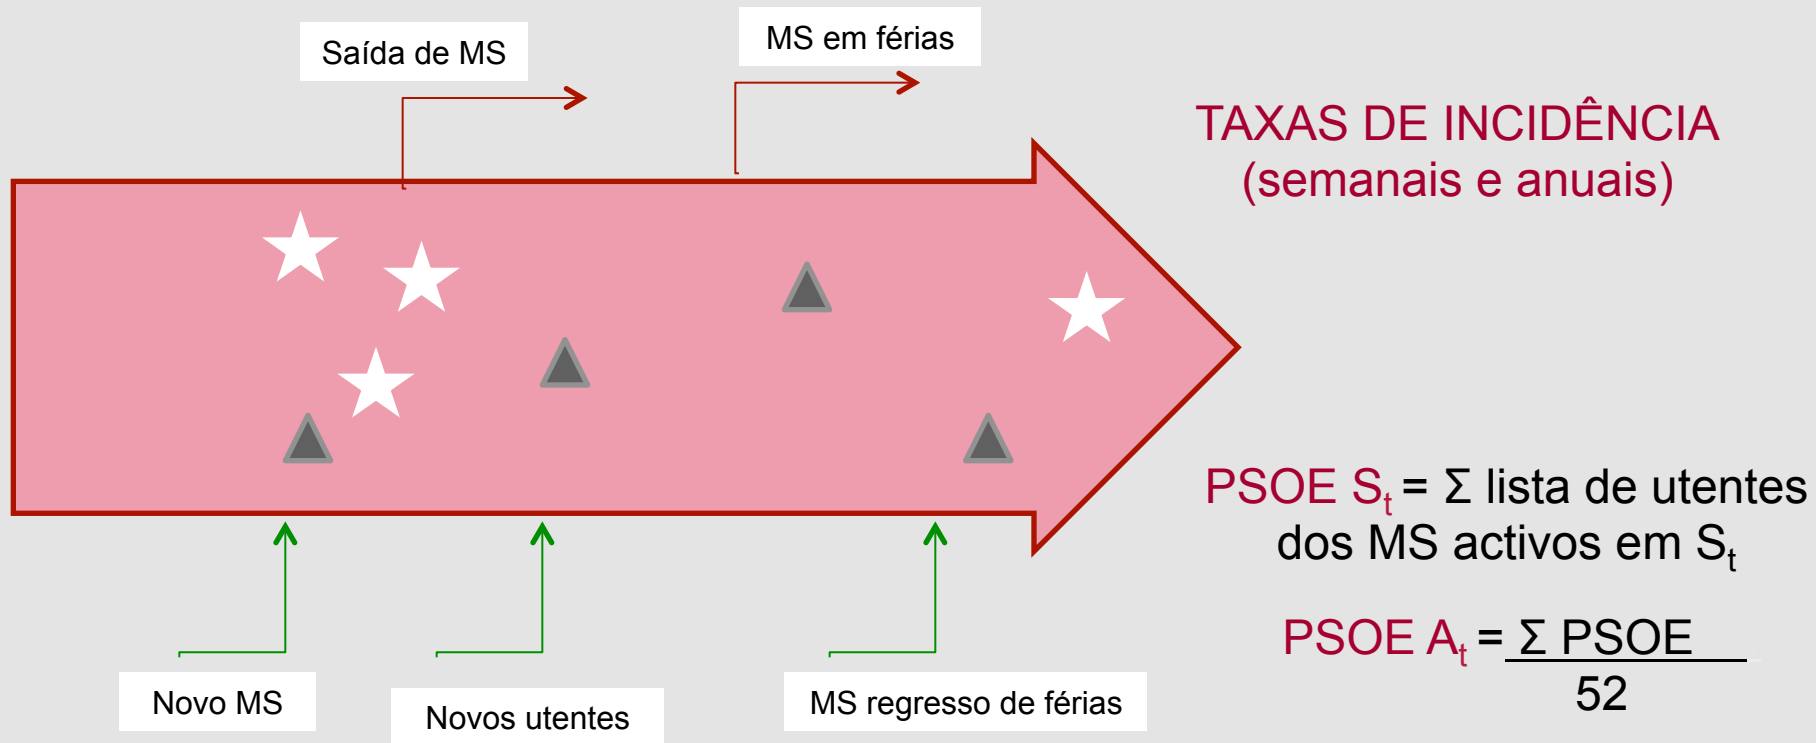 Saída de MS
MS em férias
TAXAS DE INCIDÊNCIA
(semanais e anuais)
PSOE Sₜ = Σ lista de utentes
dos MS activos em Sₜ
PSOE Aₜ = Σ PSOE
52
Novo MS
Novos utentes
MS regresso de férias